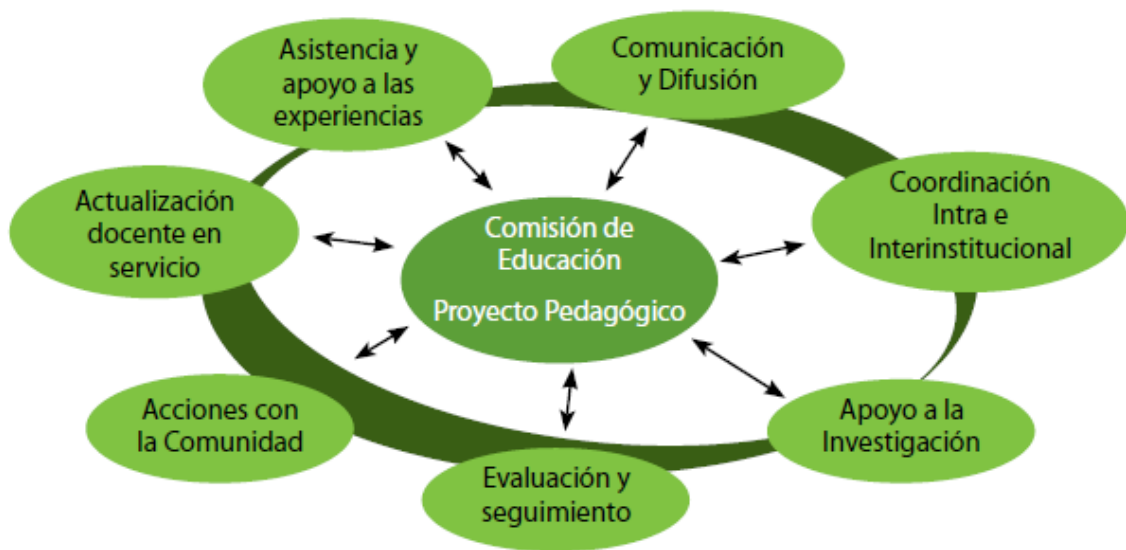 Asistencia y
apoyo a las
experiencias
Comunicación
y Difusión
Actualización
docente en
servicio
Coordinación
Intra e
Interinstitucional
Comisión de
Educación
Proyecto Pedagógico
Acciones con
la Comunidad
Apoyo a la
Investigación
Evaluación y
seguimiento